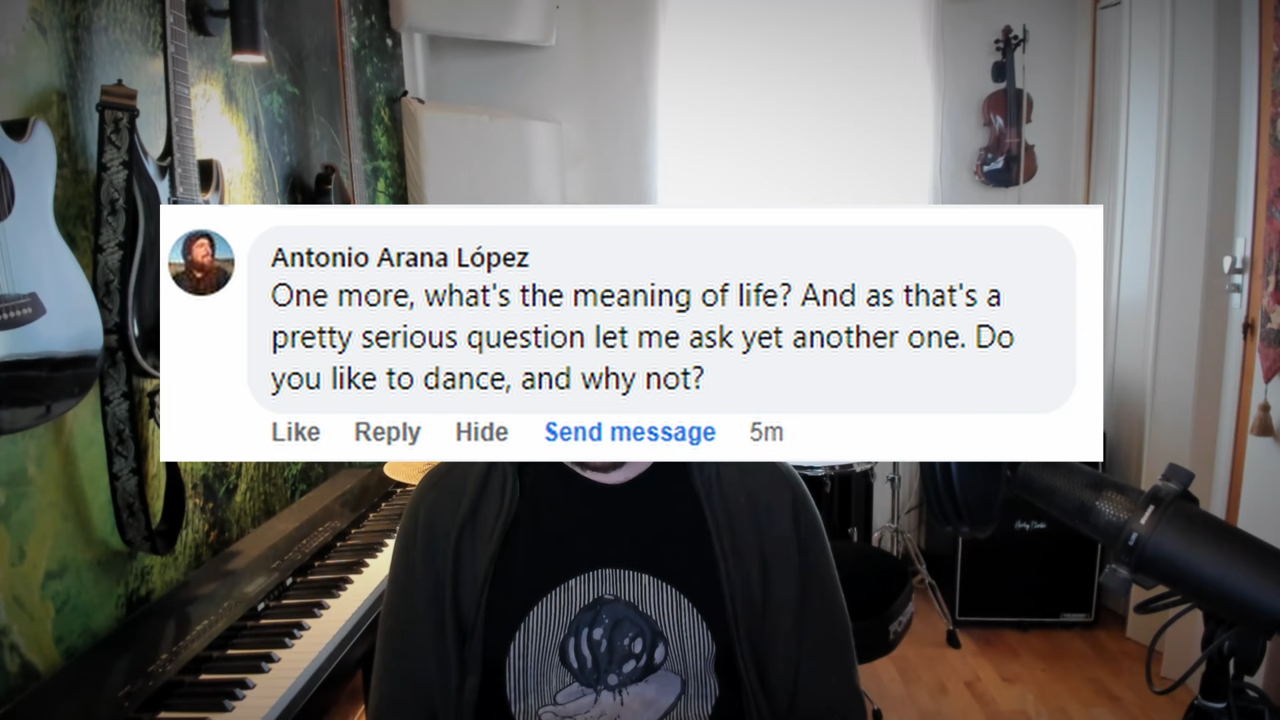 Antonio Arana López
One more, what's the meaning of life? And as that's a
pretty serious question let me ask yet another one. Do
you like to dance, and why not?
Like Reply Hide Send message 5m